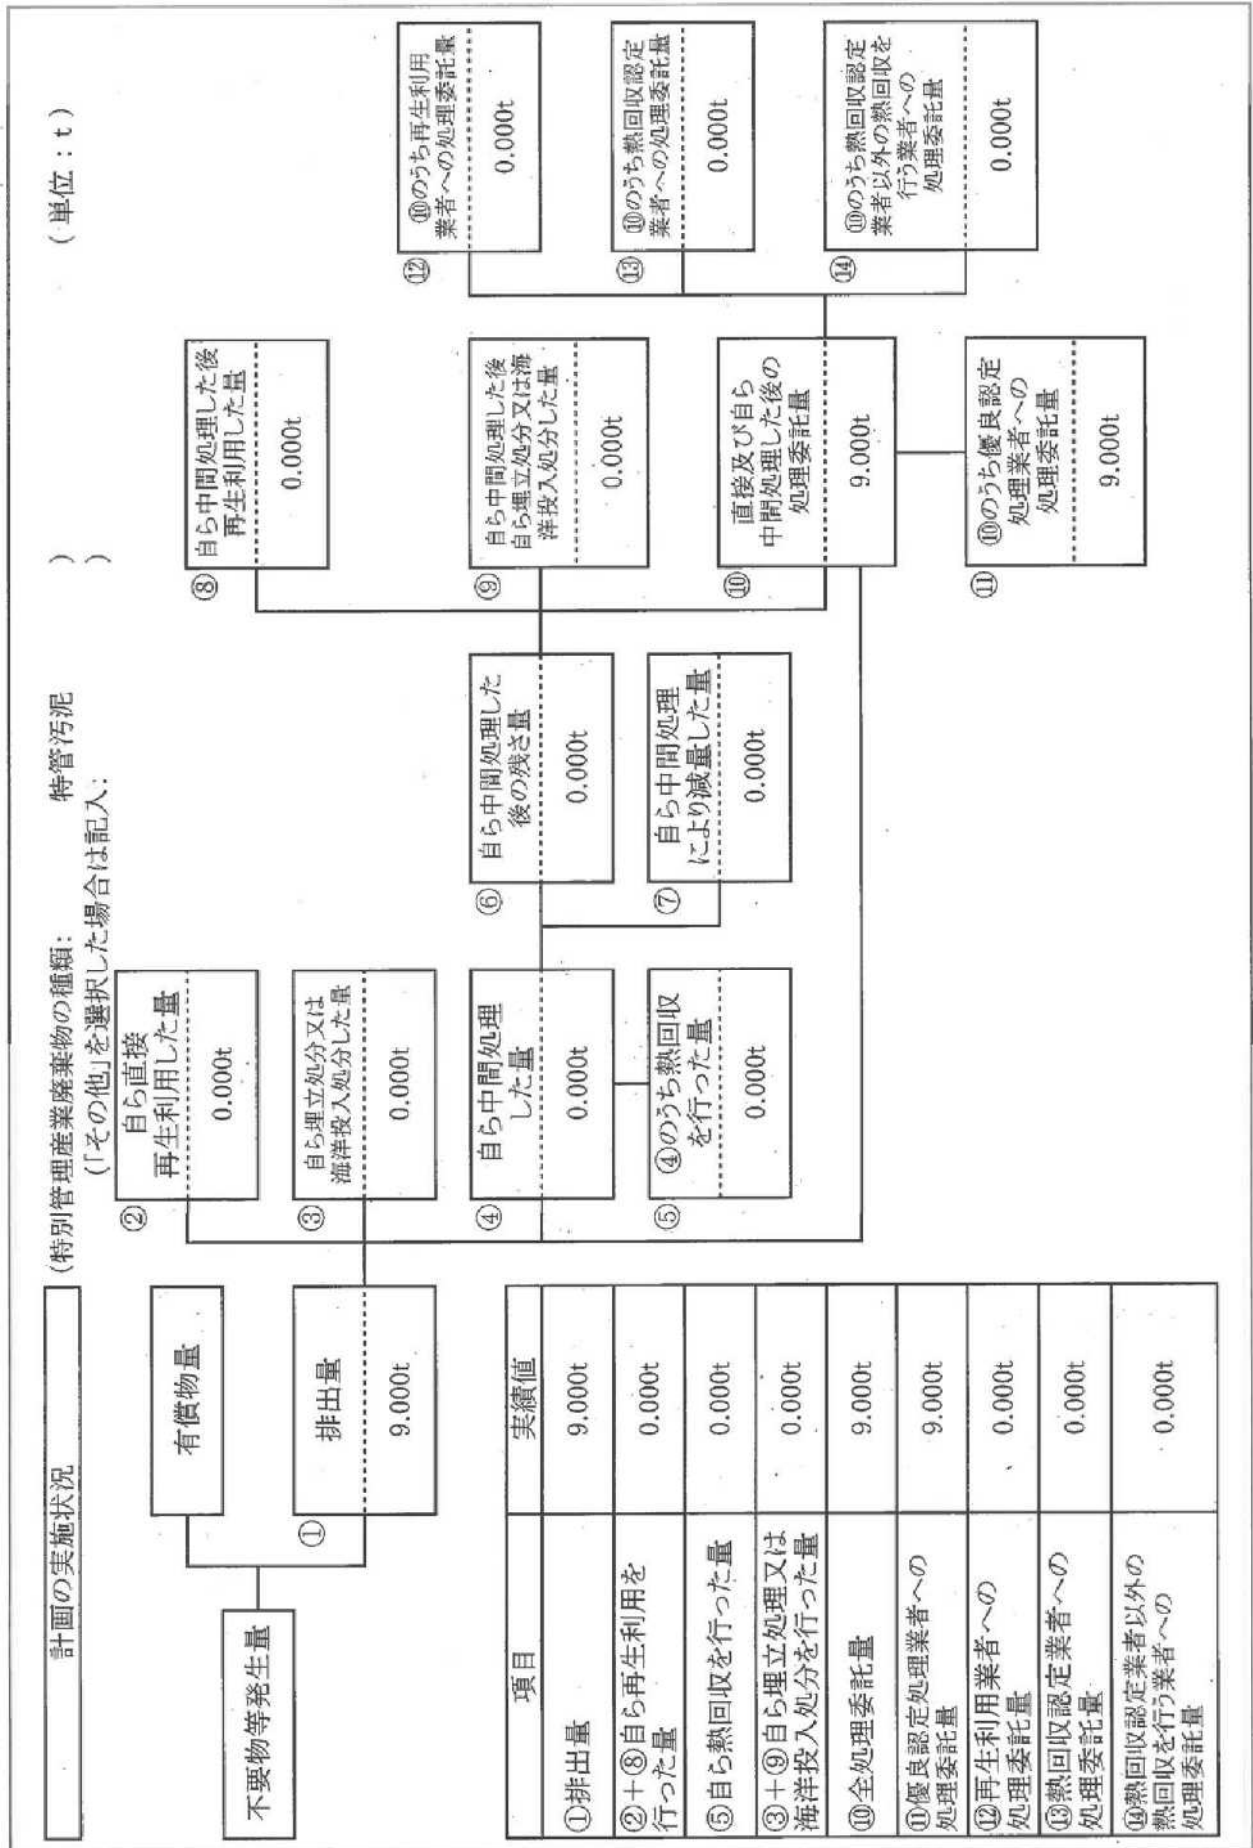 計画の実施状況
(特別管理産業廃棄物の種類： 特管汚泥 )
(「その他」を選択した場合は記入： )
(単位：t)
不要物等発生量
有償物量
①
排出量
9.000t
②
自ら直接
再生利用した量
0.000t
③
自ら埋立処分又は
海洋投入処分した量
0.000t
④
自ら中間処理
した量
0.000t
⑤
④のうち熱回収
を行った量
0.000t
⑥
自ら中間処理した
後の残さ量
0.000t
⑦
自ら中間処理
により減量した量
0.000t
⑧
自ら中間処理した後
再生利用した量
0.000t
⑨
自ら中間処理した後
自ら埋立処分又は海
洋投入処分した量
0.000t
⑩
直接及び自ら
中間処理した後の
処理委託量
9.000t
⑪
⑩のうち優良認定
処理業者への
処理委託量
9.000t
⑫
⑩のうち再生利用
業者への処理委託量
0.000t
⑬
⑩のうち熱回収認定
業者への処理委託量
0.000t
⑭
⑩のうち熱回収認定
業者以外の熱回収を
行う業者への
処理委託量
0.000t
項目 実績値
①排出量 9.000t
②＋⑧自ら再生利用を
行った量 0.000t
⑤自ら熱回収を行った量 0.000t
③＋⑨自ら埋立処理又は
海洋投入処分を行った量 0.000t
⑩全処理委託量 9.000t
⑪優良認定処理業者への
処理委託量 9.000t
⑫再生利用業者への
処理委託量 0.000t
⑬熱回収認定業者への
処理委託量 0.000t
⑭熱回収認定業者以外の
熱回収を行う業者への
処理委託量 0.000t